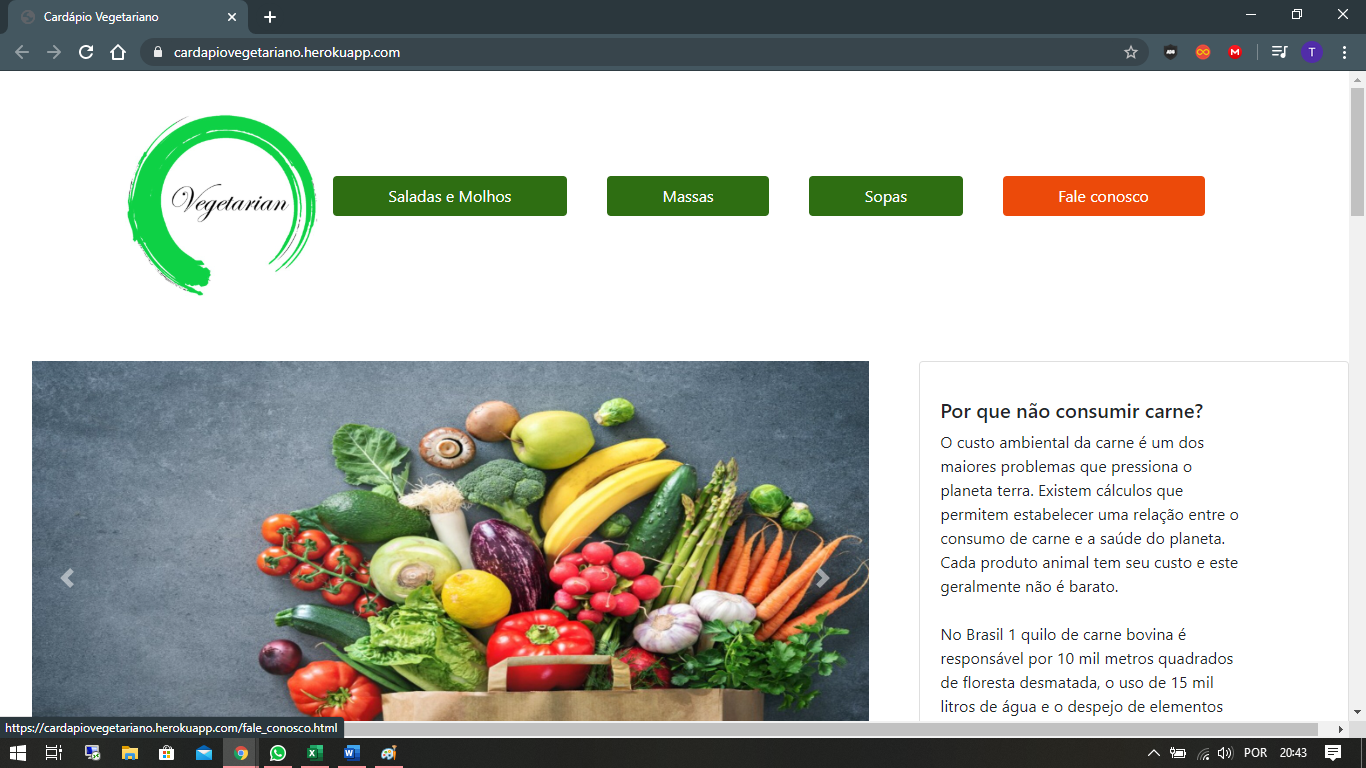 Cardápio Vegetariano
cardapiovegetariano.herokuapp.com
T
Vegetarian
Saladas e Molhos
Massas
Sopas
Fale conosco
Por que não consumir carne?
O custo ambiental da carne é um dos
maiores problemas que pressiona o
planeta terra. Existem cálculos que
permitem estabelecer uma relação entre o
consumo de carne e a saúde do planeta.
Cada produto animal tem seu custo e este
geralmente não é barato.
No Brasil 1 quilo de carne bovina é
responsável por 10 mil metros quadrados
de floresta desmatada, o uso de 15 mil
litros de água e o despejo de elementos
https://cardapiovegetariano.herokuapp.com/fale_conosco.html
POR
20:43